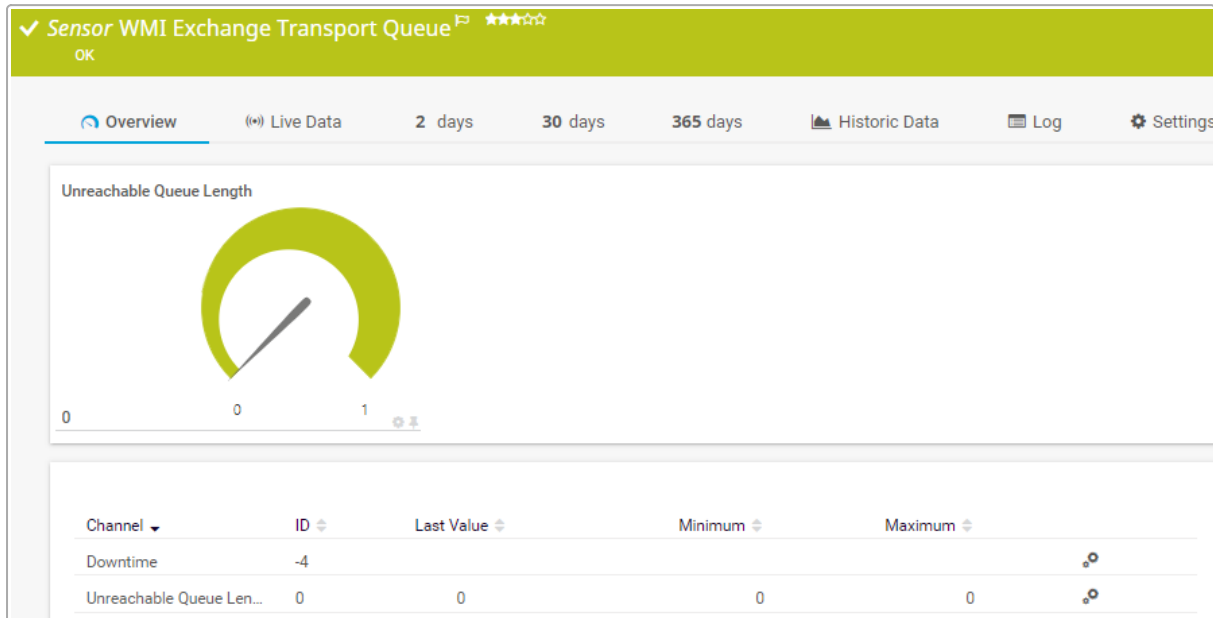 Sensor WMI Exchange Transport Queue
OK
Overview Live Data 2 days 30 days 365 days Historic Data Log Settings
Unreachable Queue Length
0 1
0
Channel ID Last Value Minimum Maximum
Downtime -4
Unreachable Queue Len... 0 0 0 0